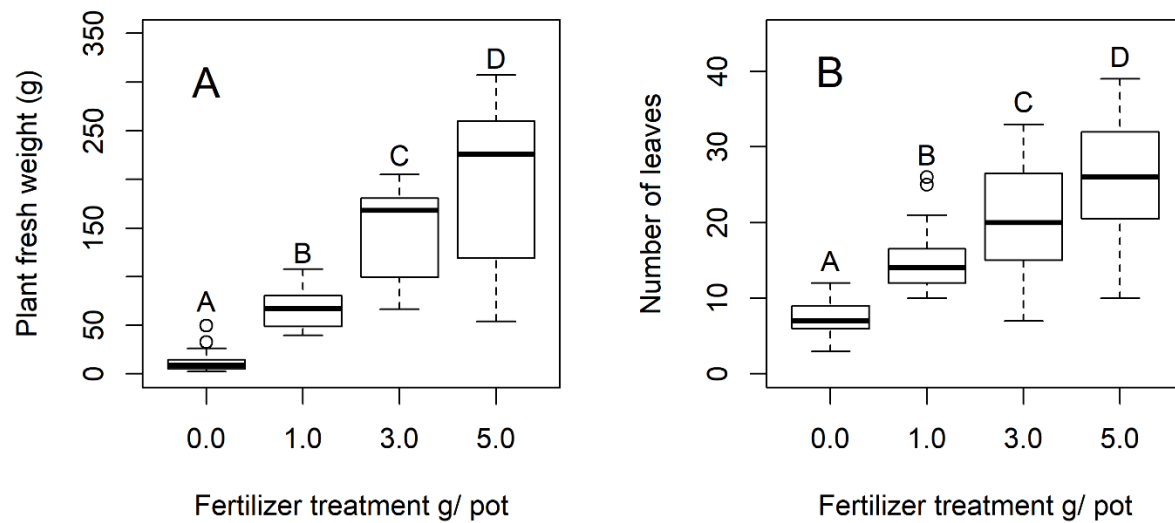 A
Plant fresh weight (g)
350
250
150
50
0
A
B
C
D
0.0 1.0 3.0 5.0
Fertilizer treatment g/ pot
B
Number of leaves
40
30
20
10
0
A
B
C
D
0.0 1.0 3.0 5.0
Fertilizer treatment g/ pot